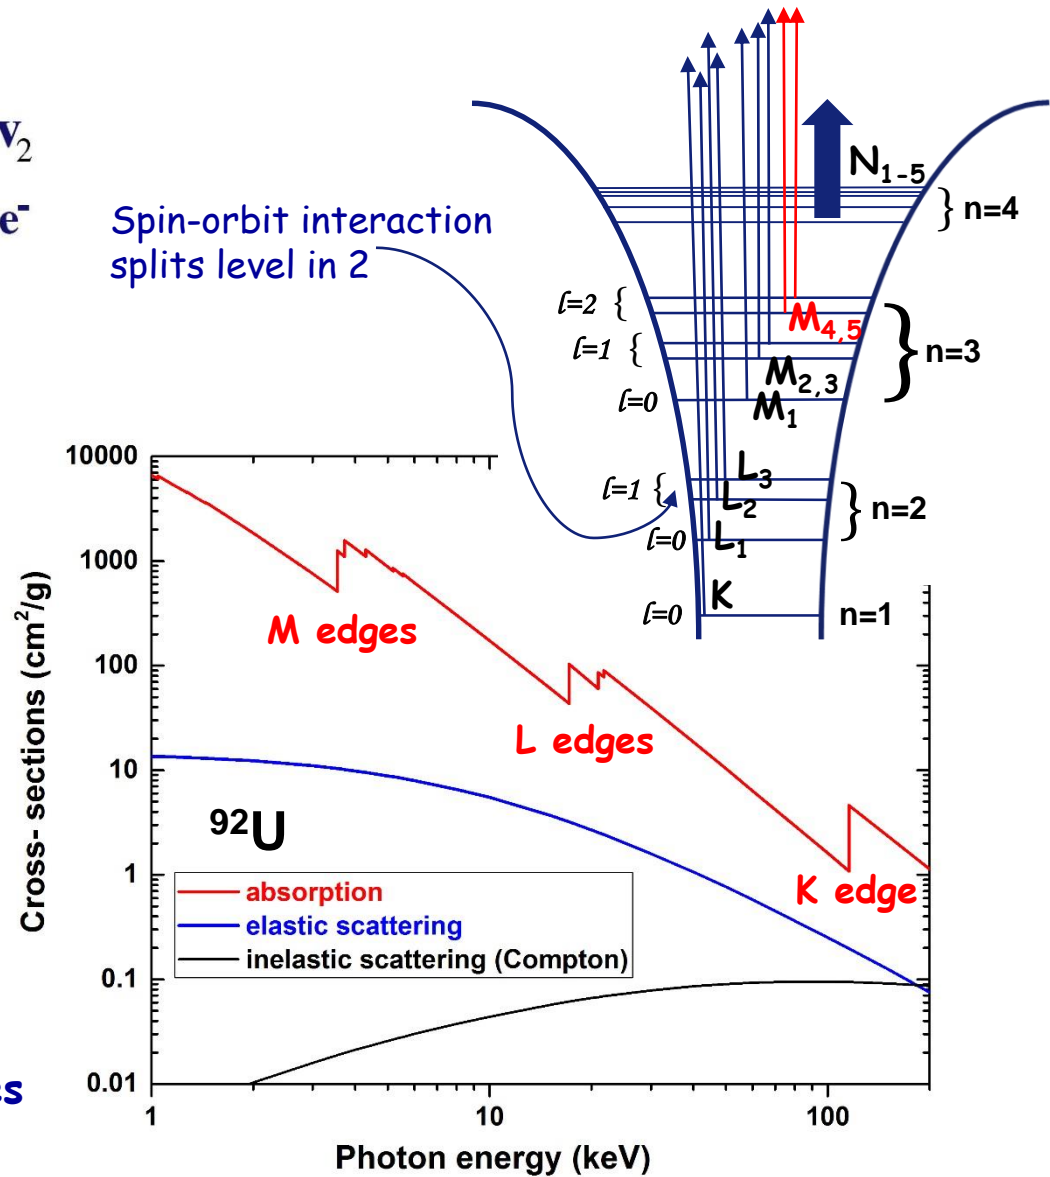 v₂
e⁻
Spin-orbit interaction
splits level in 2
N₁₋₅
} n=4
l=2 {
M₄,₅
l=1 {
} n=3
M₂,₃
l=0
M₁
L₃
l=1 {
L₂
} n=2
l=0
L₁
K
l=0
n=1
10000
1000
100
10
1
0.1
0.01
Cross- sections (cm²/g)
M edges
L edges
K edge
⁹²U
absorption
elastic scattering
inelastic scattering (Compton)
es
1
10
100
Photon energy (keV)